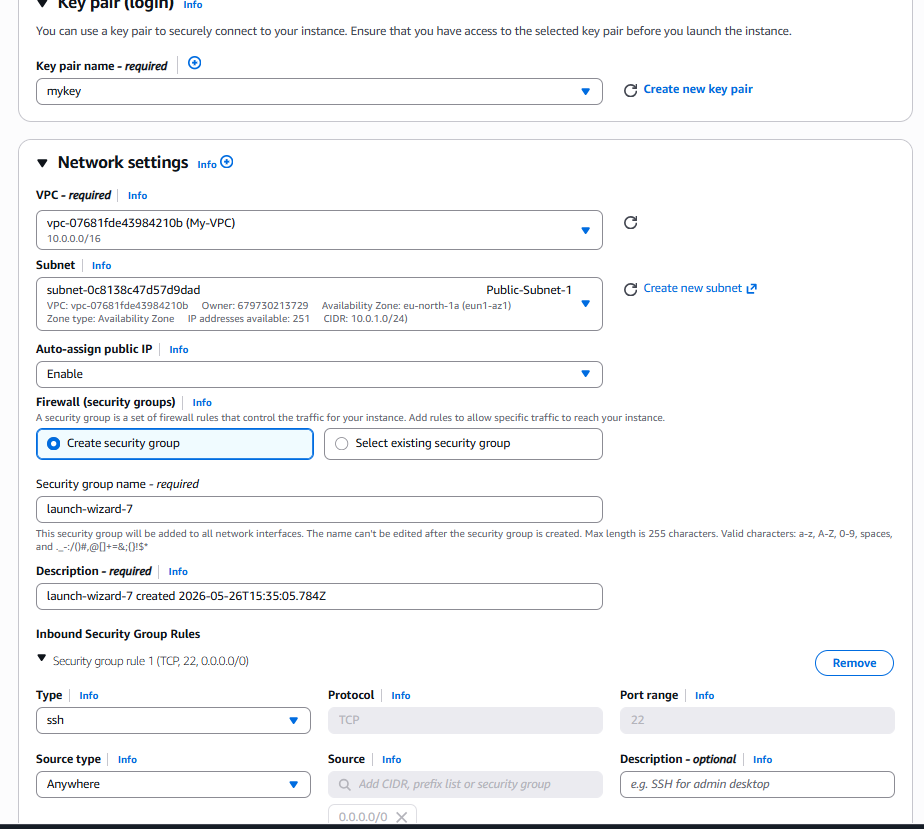 Key pair (login) Info
You can use a key pair to securely connect to your instance. Ensure that you have access to the selected key pair before you launch the instance.
Key pair name - required
mykey
Create new key pair
Network settings Info
VPC - required Info
vpc-07681fde43984210b (My-VPC)
10.0.0.0/16
Subnet Info
subnet-0c8138c47d57d9dad Public-Subnet-1
VPC: vpc-07681fde43984210b Owner: 679730213729 Availability Zone: eu-north-1a (eun1-az1)
Zone type: Availability Zone IP addresses available: 251 CIDR: 10.0.1.0/24)
Create new subnet
Auto-assign public IP Info
Enable
Firewall (security groups) Info
A security group is a set of firewall rules that control the traffic for your instance. Add rules to allow specific traffic to reach your instance.
Create security group Select existing security group
Security group name - required
launch-wizard-7
This security group will be added to all network interfaces. The name can't be edited after the security group is created. Max length is 255 characters. Valid characters: a-z, A-Z, 0-9, spaces,
and ._-:/()#,@[]+=&;{}!$*
Description - required Info
launch-wizard-7 created 2026-05-26T15:35:05.784Z
Inbound Security Group Rules
Security group rule 1 (TCP, 22, 0.0.0.0/0) Remove
Type Info Protocol Info Port range Info
ssh TCP 22
Source type Info Source Info Description - optional Info
Anywhere Add CIDR, prefix list or security group e.g. SSH for admin desktop
0.0.0.0/0